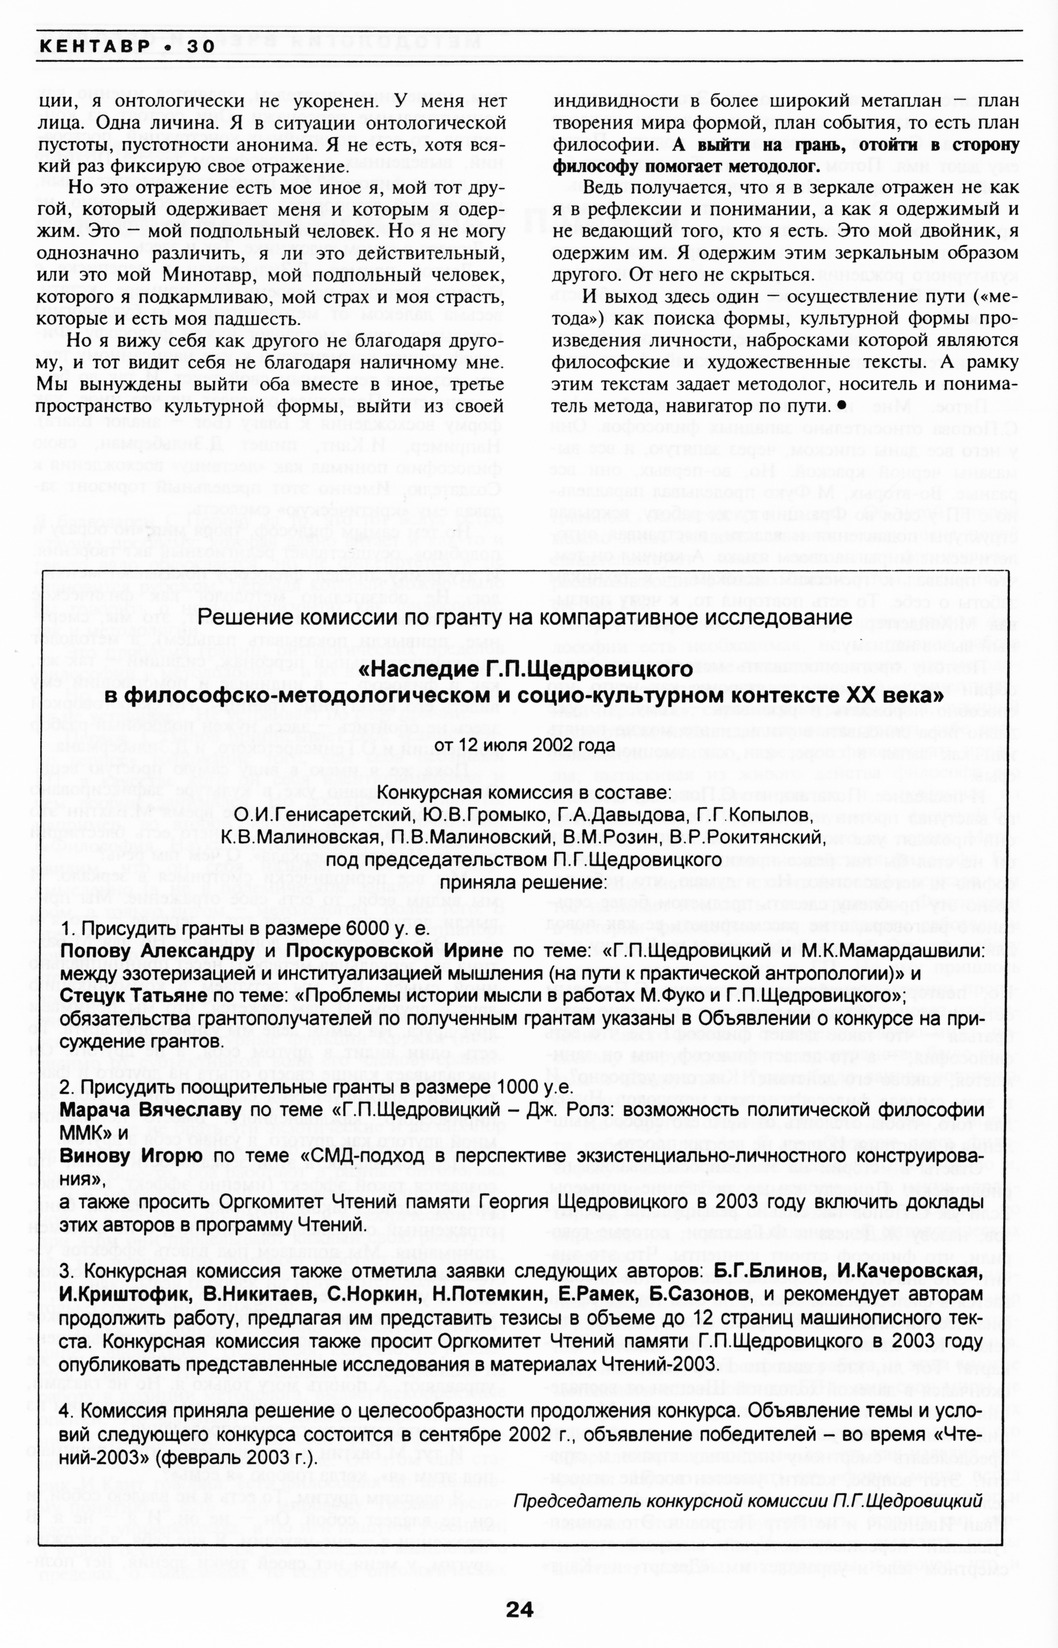 КЕНТАВР • 30
ции, я онтологически не укоренен. У меня нет
лица. Одна личина. Я в ситуации онтологической
пустоты, пустотности анонима. Я не есть, хотя вся-
кий раз фиксирую свое отражение.
Но это отражение есть мое иное я, мой тот дру-
гой, который одерживает меня и которым я одер-
жим. Это — мой подпольный человек. Но я не могу
однозначно различить, я ли это действительный,
или это мой Минотавр, мой подпольный человек,
которого я подкармливаю, мой страх и моя страсть,
которые и есть моя падшесть.
Но я вижу себя как другого не благодаря друго-
му, и тот видит себя не благодаря наличному мне.
Мы вынуждены выйти оба вместе в иное, третье
пространство культурной формы, выйти из своей
индивидности в более широкий метаплан — план
творения мира формой, план события, то есть план
философии. А выйти на грань, отойти в сторону
философу помогает методолог.
Ведь получается, что я в зеркале отражен не как
я в рефлексии и понимании, а как я одержимый и
не ведающий того, кто я есть. Это мой двойник, я
одержим им. Я одержим этим зеркальным образом
другого. От него не скрыться.
И выход здесь один — осуществление пути («ме-
тода») как поиска формы, культурной формы про-
изведения личности, набросками которой являются
философские и художественные тексты. А рамку
этим текстам задает методолог, носитель и понима-
тель метода, навигатор по пути. ●
Решение комиссии по гранту на компаративное исследование
«Наследие Г.П.Щедровицкого
в философско-методологическом и социо-культурном контексте XX века»
от 12 июля 2002 года
Конкурсная комиссия в составе:
О.И.Генисаретский, Ю.В.Громыко, Г.А.Давыдова, Г.Г.Копылов,
К.В.Малиновская, П.В.Малиновский, В.М.Розин, В.Р.Рокитянский,
под председательством П.Г.Щедровицкого
приняла решение:
1. Присудить гранты в размере 6000 у. е.
Попову Александру и Проскуровской Ирине по теме: «Г.П.Щедровицкий и М.К.Мамардашвили:
между эзотеризацией и институализацией мышления (на пути к практической антропологии)» и
Стецук Татьяне по теме: «Проблемы истории мысли в работах М.Фуко и Г.П.Щедровицкого»;
обязательства грантополучателей по полученным грантам указаны в Объявлении о конкурсе на при-
суждение грантов.
2. Присудить поощрительные гранты в размере 1000 у.е.
Марача Вячеславу по теме «Г.П.Щедровицкий – Дж. Ролз: возможность политической философии
ММК» и
Винову Игорю по теме «СМД-подход в перспективе экзистенциально-личностного конструирова-
ния»,
а также просить Оргкомитет Чтений памяти Георгия Щедровицкого в 2003 году включить доклады
этих авторов в программу Чтений.
3. Конкурсная комиссия также отметила заявки следующих авторов: Б.Г.Блинов, И.Качеровская,
И.Криштофик, В.Никитаев, С.Норкин, Н.Потемкин, Е.Рамек, Б.Сазонов, и рекомендует авторам
продолжить работу, предлагая им представить тезисы в объеме до 12 страниц машинописного тек-
ста. Конкурсная комиссия также просит Оргкомитет Чтений памяти Г.П.Щедровицкого в 2003 году
опубликовать представленные исследования в материалах Чтений-2003.
4. Комиссия приняла решение о целесообразности продолжения конкурса. Объявление темы и усло-
вий следующего конкурса состоится в сентябре 2002 г., объявление победителей – во время «Чте-
ний-2003» (февраль 2003 г.).
Председатель конкурсной комиссии П.Г.Щедровицкий
24